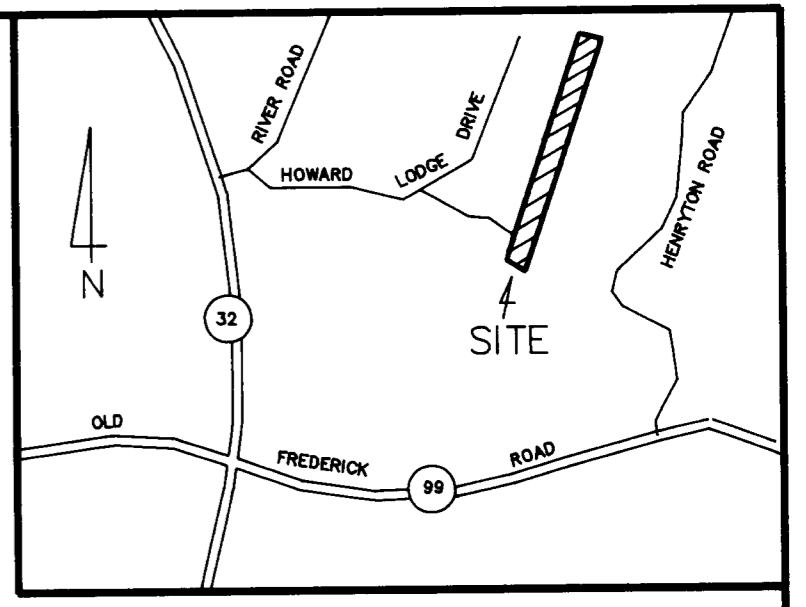 RIVER ROAD
HOWARD LODGE DRIVE
HENRYTON ROAD
N
32
SITE
OLD FREDERICK ROAD
99